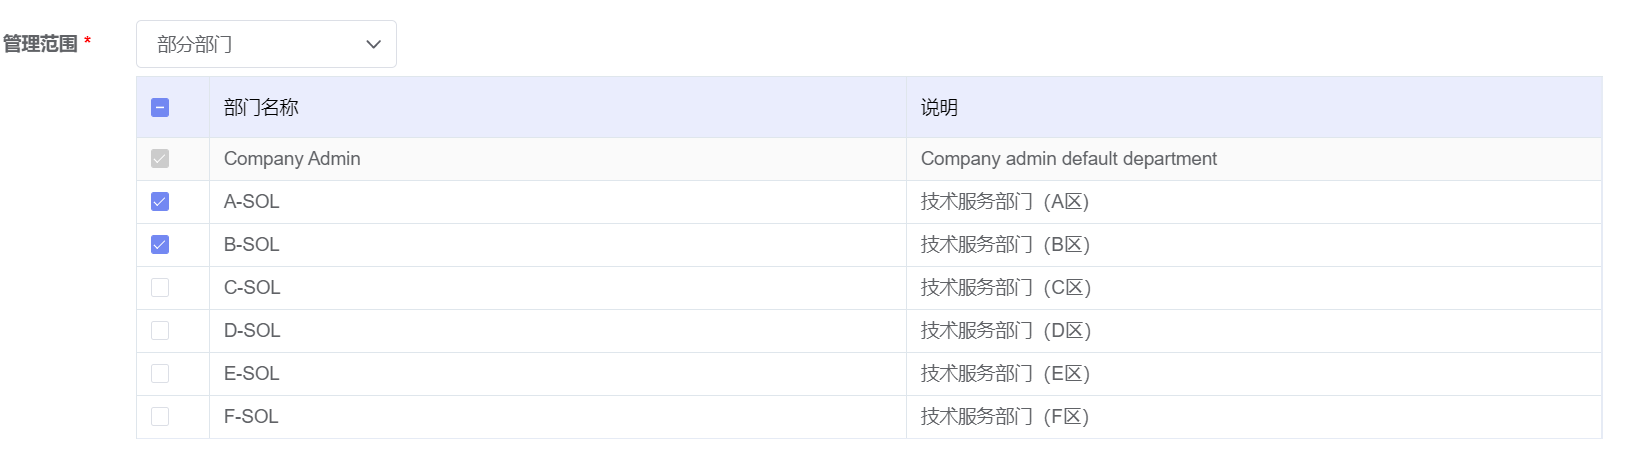 管理范围 *
部分部门
部门名称 说明
Company Admin Company admin default department
A-SOL 技术服务部门（A区）
B-SOL 技术服务部门（B区）
C-SOL 技术服务部门（C区）
D-SOL 技术服务部门（D区）
E-SOL 技术服务部门（E区）
F-SOL 技术服务部门（F区）